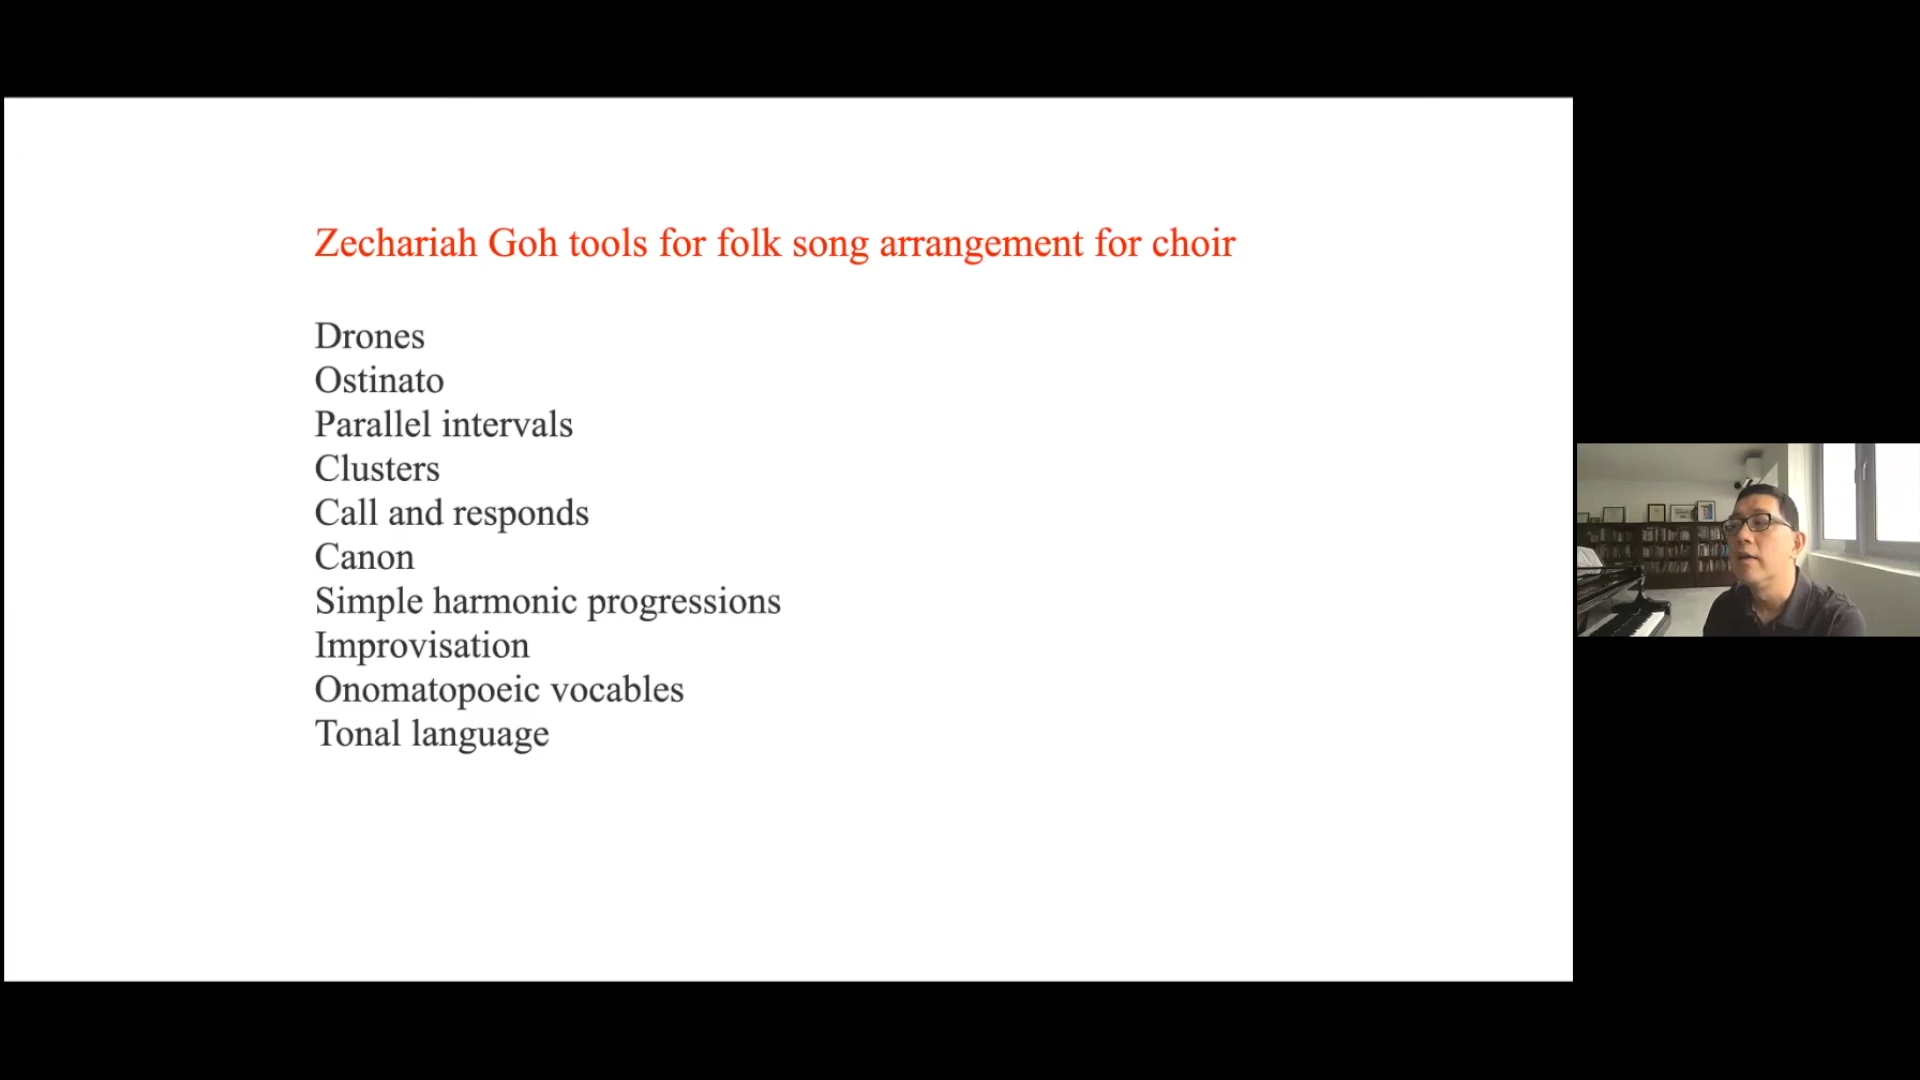 Zechariah Goh tools for folk song arrangement for choir
Drones
Ostinato
Parallel intervals
Clusters
Call and responds
Canon
Simple harmonic progressions
Improvisation
Onomatopoeic vocables
Tonal language